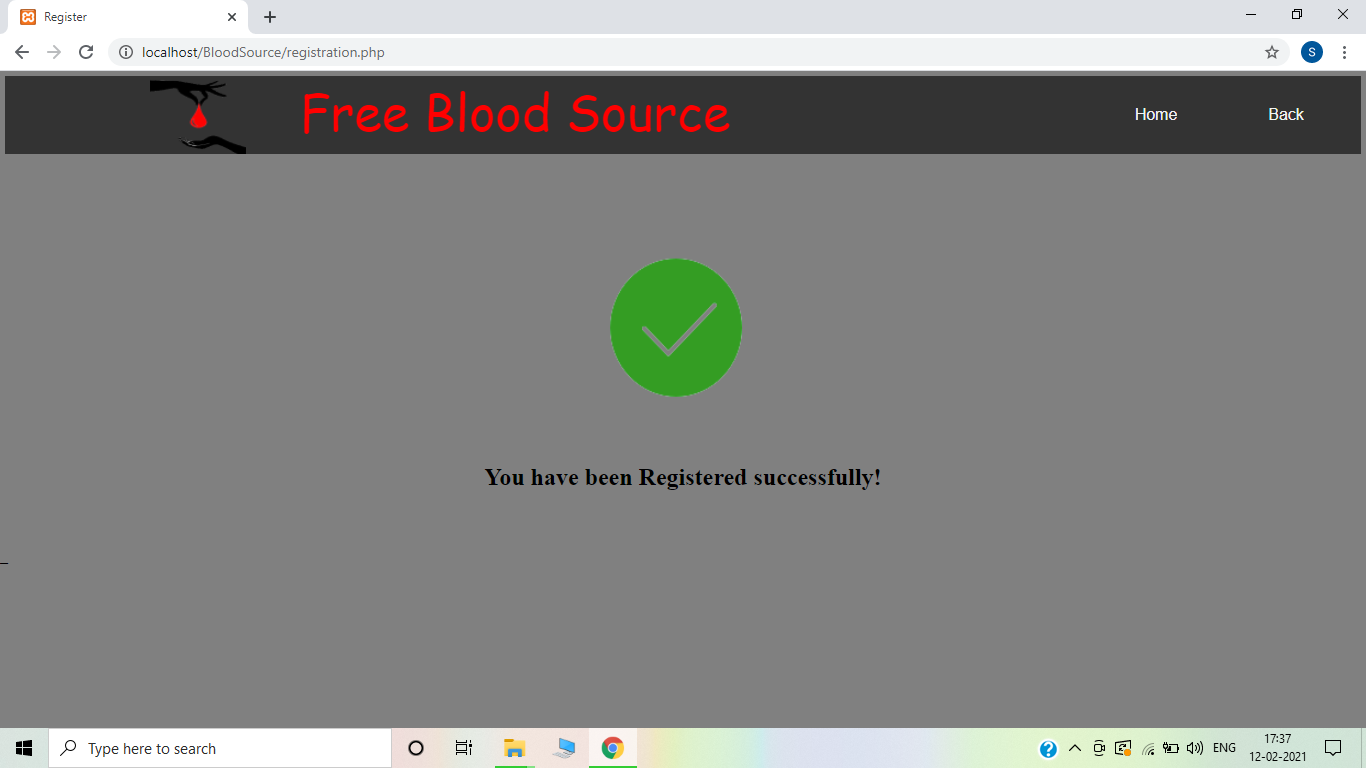 Register
localhost/BloodSource/registration.php
S
Free Blood Source
Home
Back
You have been Registered successfully!
Type here to search
ENG
17:37
12-02-2021